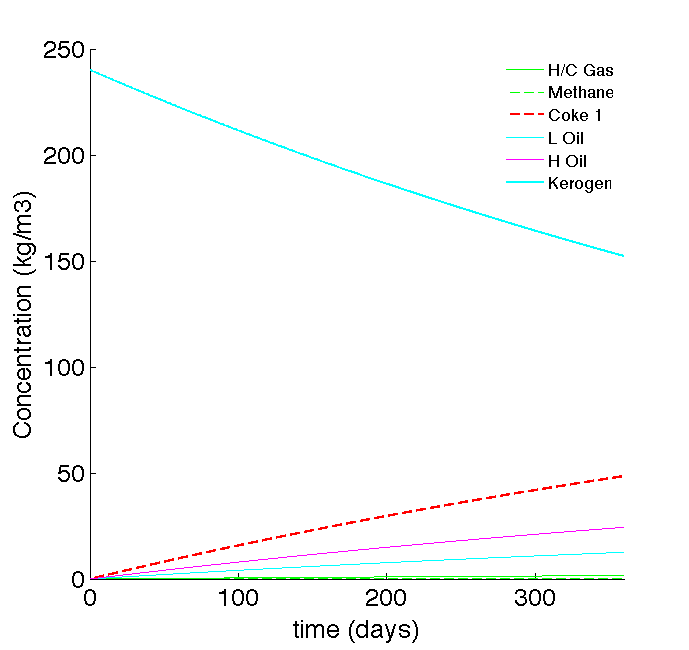 250
200
150
100
50
0
Concentration (kg/m3)
H/C Gas
Methane
Coke 1
L Oil
H Oil
Kerogen
0 100 200 300
time (days)